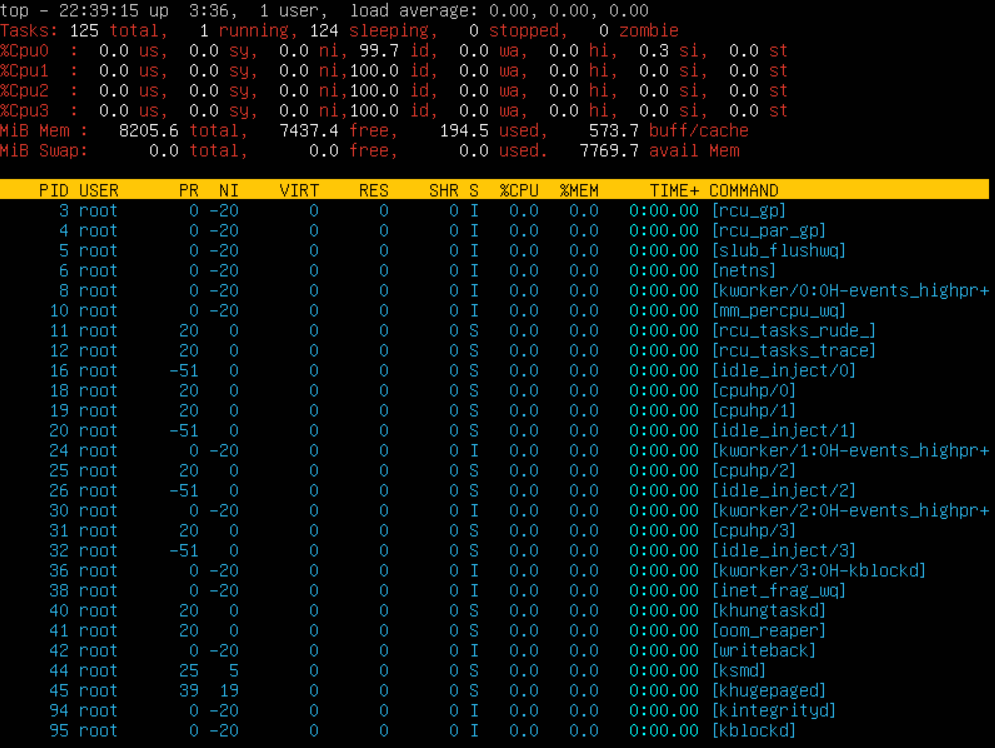 top - 22:39:15 up  3:36,  1 user,  load average: 0.00, 0.00, 0.00
Tasks: 125 total,   1 running, 124 sleeping,   0 stopped,   0 zombie
%Cpu0  :  0.0 us,  0.0 sy,  0.0 ni, 99.7 id,  0.0 wa,  0.0 hi,  0.3 si,  0.0 st
%Cpu1  :  0.0 us,  0.0 sy,  0.0 ni,100.0 id,  0.0 wa,  0.0 hi,  0.0 si,  0.0 st
%Cpu2  :  0.0 us,  0.0 sy,  0.0 ni,100.0 id,  0.0 wa,  0.0 hi,  0.0 si,  0.0 st
%Cpu3  :  0.0 us,  0.0 sy,  0.0 ni,100.0 id,  0.0 wa,  0.0 hi,  0.0 si,  0.0 st
MiB Mem :   8205.6 total,   7437.4 free,    194.5 used,    573.7 buff/cache
MiB Swap:      0.0 total,      0.0 free,      0.0 used.   7769.7 avail Mem
PID USER      PR  NI    VIRT    RES    SHR S  %CPU  %MEM     TIME+ COMMAND
3 root       0 -20       0      0      0 I   0.0   0.0   0:00.00 [rcu_gp]
4 root       0 -20       0      0      0 I   0.0   0.0   0:00.00 [rcu_par_gp]
5 root       0 -20       0      0      0 I   0.0   0.0   0:00.00 [slub_flushwq]
6 root       0 -20       0      0      0 I   0.0   0.0   0:00.00 [netns]
8 root       0 -20       0      0      0 I   0.0   0.0   0:00.00 [kworker/0:0H-events_highpr+
10 root       0 -20       0      0      0 I   0.0   0.0   0:00.00 [mm_percpu_wq]
11 root      20   0       0      0      0 S   0.0   0.0   0:00.00 [rcu_tasks_rude_]
12 root      20   0       0      0      0 S   0.0   0.0   0:00.00 [rcu_tasks_trace]
16 root     -51   0       0      0      0 S   0.0   0.0   0:00.00 [idle_inject/0]
18 root      20   0       0      0      0 S   0.0   0.0   0:00.00 [cpuhp/0]
19 root      20   0       0      0      0 S   0.0   0.0   0:00.00 [cpuhp/1]
20 root     -51   0       0      0      0 S   0.0   0.0   0:00.00 [idle_inject/1]
24 root       0 -20       0      0      0 I   0.0   0.0   0:00.00 [kworker/1:0H-events_highpr+
25 root      20   0       0      0      0 S   0.0   0.0   0:00.00 [cpuhp/2]
26 root     -51   0       0      0      0 S   0.0   0.0   0:00.00 [idle_inject/2]
30 root       0 -20       0      0      0 I   0.0   0.0   0:00.00 [kworker/2:0H-events_highpr+
31 root      20   0       0      0      0 S   0.0   0.0   0:00.00 [cpuhp/3]
32 root     -51   0       0      0      0 S   0.0   0.0   0:00.00 [idle_inject/3]
36 root       0 -20       0      0      0 I   0.0   0.0   0:00.00 [kworker/3:0H-kblockd]
38 root       0 -20       0      0      0 I   0.0   0.0   0:00.00 [inet_frag_wq]
40 root      20   0       0      0      0 S   0.0   0.0   0:00.00 [khungtaskd]
41 root      20   0       0      0      0 S   0.0   0.0   0:00.00 [oom_reaper]
42 root       0 -20       0      0      0 I   0.0   0.0   0:00.00 [writeback]
44 root      25   5       0      0      0 S   0.0   0.0   0:00.00 [ksmd]
45 root      39  19       0      0      0 S   0.0   0.0   0:00.00 [khugepaged]
94 root       0 -20       0      0      0 I   0.0   0.0   0:00.00 [kintegrityd]
95 root       0 -20       0      0      0 I   0.0   0.0   0:00.00 [kblockd]